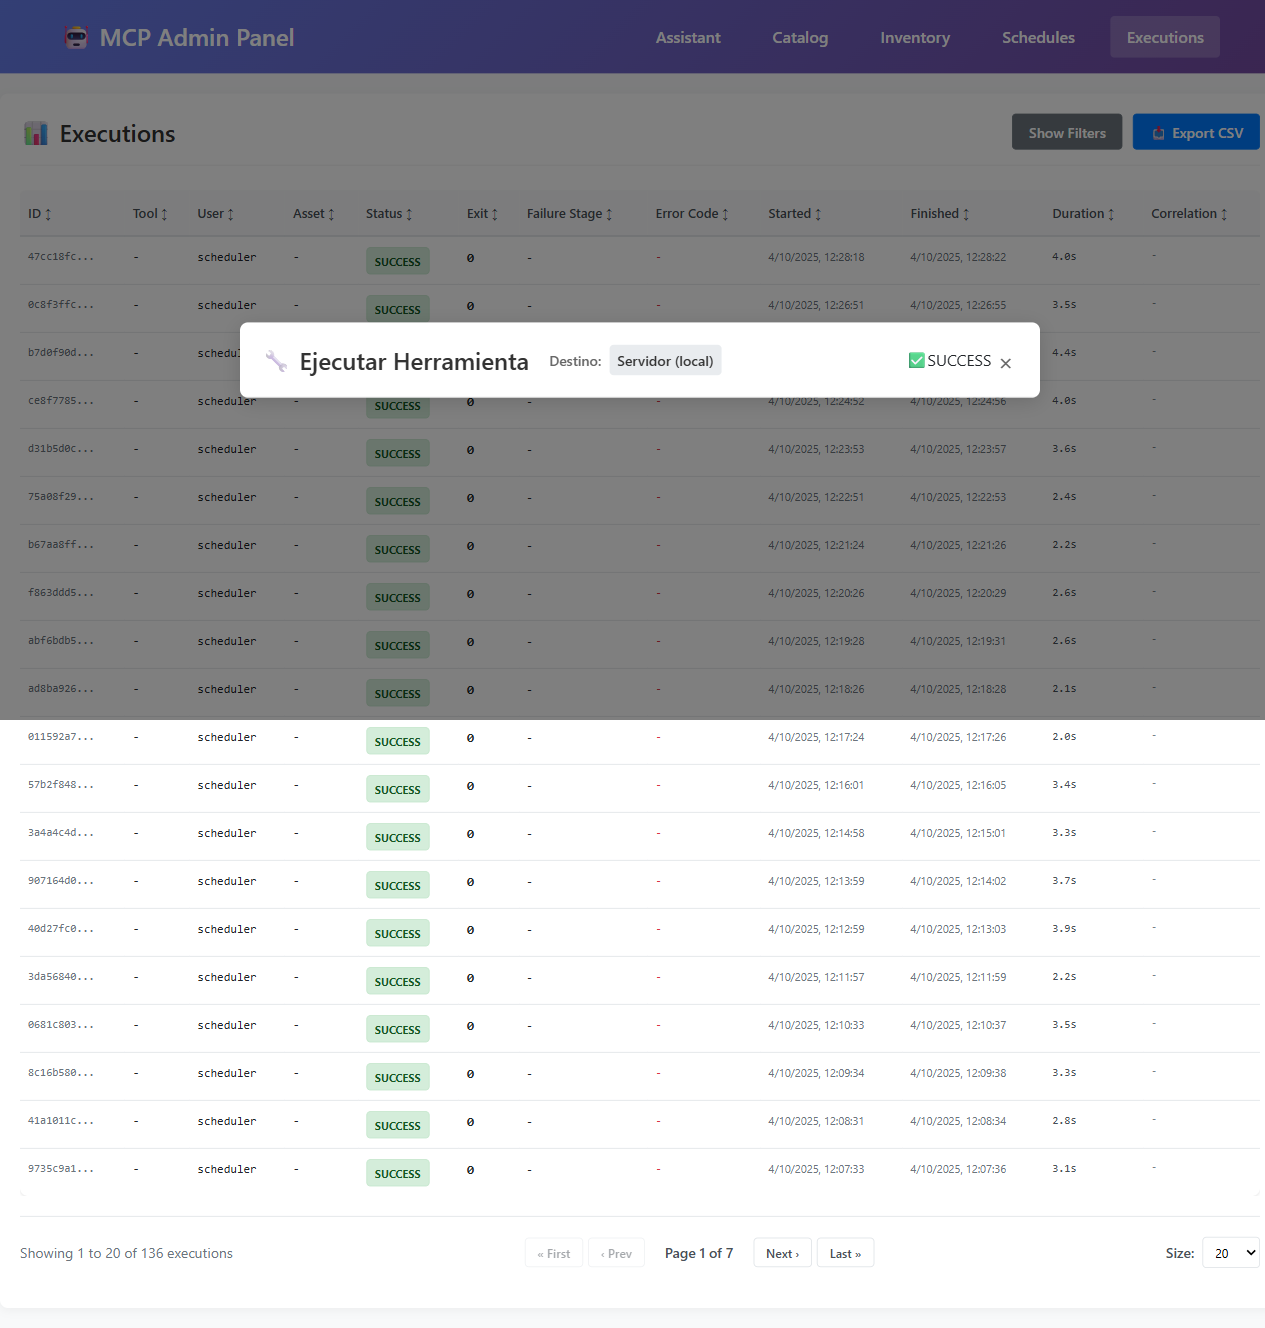 MCP Admin Panel Assistant Catalog Inventory Schedules Executions
Executions Show Filters Export CSV
ID Tool User Asset Status Exit Failure Stage Error Code Started Finished Duration Correlation
47cc18fc... - scheduler - SUCCESS 0 - - 4/10/2025, 12:28:18 4/10/2025, 12:28:22 4.0s -
0c8f3ffc... - scheduler - SUCCESS 0 - - 4/10/2025, 12:26:51 4/10/2025, 12:26:55 3.5s -
b7d0f90d... 4.4s -
Ejecutar Herramienta Destino: Servidor (local) ✅ SUCCESS ×
ce8f7785... - scheduler - SUCCESS 0 - - 4/10/2025, 12:24:52 4/10/2025, 12:24:56 4.0s -
d31b5d0c... - scheduler - SUCCESS 0 - - 4/10/2025, 12:23:53 4/10/2025, 12:23:57 3.6s -
75a08f29... - scheduler - SUCCESS 0 - - 4/10/2025, 12:22:51 4/10/2025, 12:22:53 2.4s -
b67aa8ff... - scheduler - SUCCESS 0 - - 4/10/2025, 12:21:24 4/10/2025, 12:21:26 2.2s -
f863ddd5... - scheduler - SUCCESS 0 - - 4/10/2025, 12:20:26 4/10/2025, 12:20:29 2.6s -
abf6bdb5... - scheduler - SUCCESS 0 - - 4/10/2025, 12:19:28 4/10/2025, 12:19:31 2.6s -
ad8ba926... - scheduler - SUCCESS 0 - - 4/10/2025, 12:18:26 4/10/2025, 12:18:28 2.1s -
011592a7... - scheduler - SUCCESS 0 - - 4/10/2025, 12:17:24 4/10/2025, 12:17:26 2.0s -
57b2f848... - scheduler - SUCCESS 0 - - 4/10/2025, 12:16:01 4/10/2025, 12:16:05 3.4s -
3a4a4c4d... - scheduler - SUCCESS 0 - - 4/10/2025, 12:14:58 4/10/2025, 12:15:01 3.3s -
907164d0... - scheduler - SUCCESS 0 - - 4/10/2025, 12:13:59 4/10/2025, 12:14:02 3.7s -
40d27fc0... - scheduler - SUCCESS 0 - - 4/10/2025, 12:12:59 4/10/2025, 12:13:03 3.9s -
3da56840... - scheduler - SUCCESS 0 - - 4/10/2025, 12:11:57 4/10/2025, 12:11:59 2.2s -
0681c803... - scheduler - SUCCESS 0 - - 4/10/2025, 12:10:33 4/10/2025, 12:10:37 3.5s -
8c16b580... - scheduler - SUCCESS 0 - - 4/10/2025, 12:09:34 4/10/2025, 12:09:38 3.3s -
41a1011c... - scheduler - SUCCESS 0 - - 4/10/2025, 12:08:31 4/10/2025, 12:08:34 2.8s -
9735c9a1... - scheduler - SUCCESS 0 - - 4/10/2025, 12:07:33 4/10/2025, 12:07:36 3.1s -
Showing 1 to 20 of 136 executions « First ‹ Prev Page 1 of 7 Next › Last » Size: 20